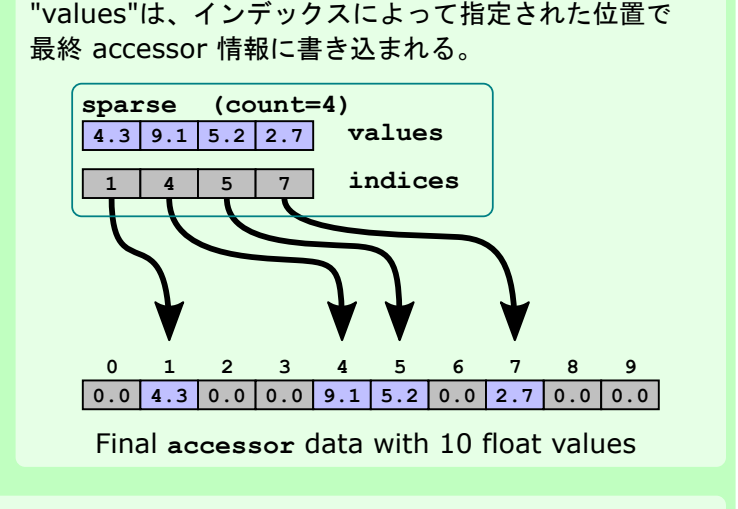 "values"は、インデックスによって指定された位置で
最終 accessor 情報に書き込まれる。
sparse (count=4)
4.3 9.1 5.2 2.7 values
1 4 5 7 indices
0 1 2 3 4 5 6 7 8 9
0.0 4.3 0.0 0.0 9.1 5.2 0.0 2.7 0.0 0.0
Final accessor data with 10 float values